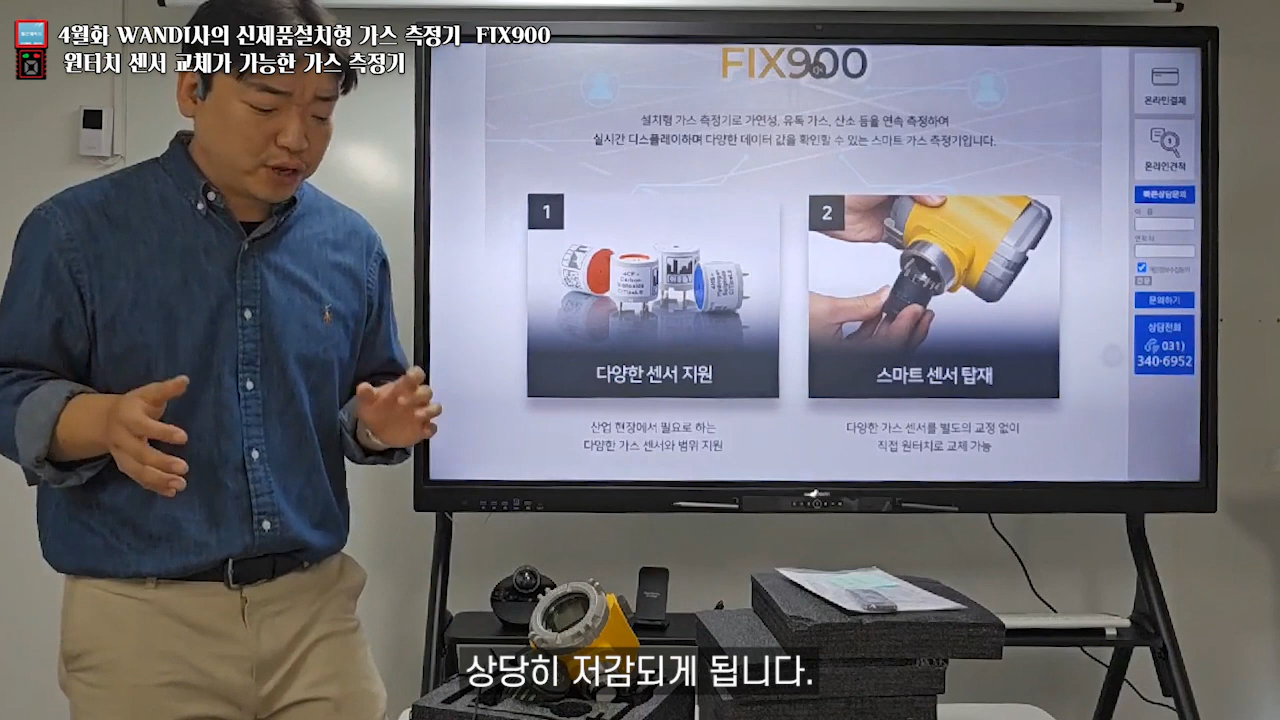 4월화 WANDI사의 신제품설치형 가스 측정기 FIX900
원터치 센서 교체가 가능한 가스 측정기
FIX900
설치형 가스 측정기로 가연성, 유독 가스, 산소 등을 연속 측정하여
실시간 디스플레이하며 다양한 데이터 값을 확인할 수 있는 스마트 가스 측정기입니다.
1
다양한 센서 지원
산업 현장에서 필요로 하는
다양한 가스 센서와 범위 지원
2
스마트 센서 탑재
다양한 가스 센서를 별도의 교정 없이
직접 원터치로 교체 가능
온라인결제
온라인견적
빠른상담문의
이 름
연락처
문의하기
상담전화
031)
340-6952
상당히 저감되게 됩니다.